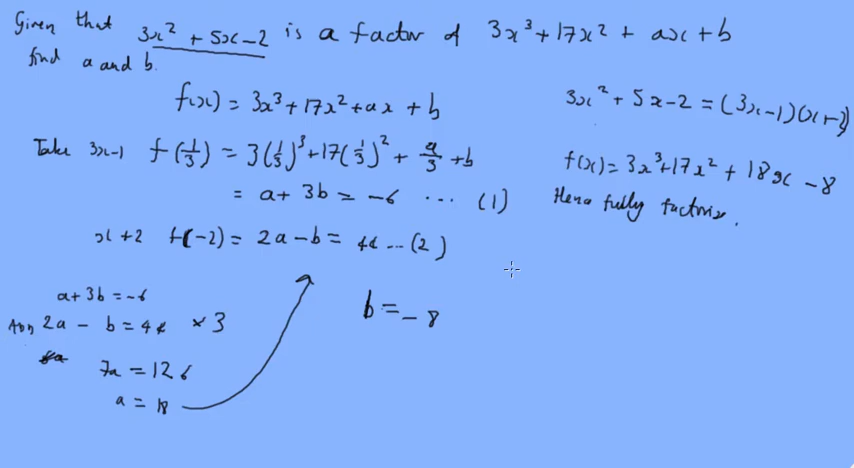 Given that 3x² + 5x - 2 is a factor of 3x³ + 17x² + ax + b
find a and b.
f(x) = 3x³ + 17x² + ax + b
Take 3x-1 f(1/3) = 3(1/3)³ + 17(1/3)² + a/3 + b
= a + 3b = -6 ... (1)
x + 2 f(-2) = 2a - b = 44 ... (2)
a + 3b = -6
Add 2a - b = 44 × 3
7a = 126
a = 18
b = - 8
3x² + 5x - 2 = (3x-1)(x+2)
f(x) = 3x³ + 17x² + 18x - 8
Hence fully factorise.